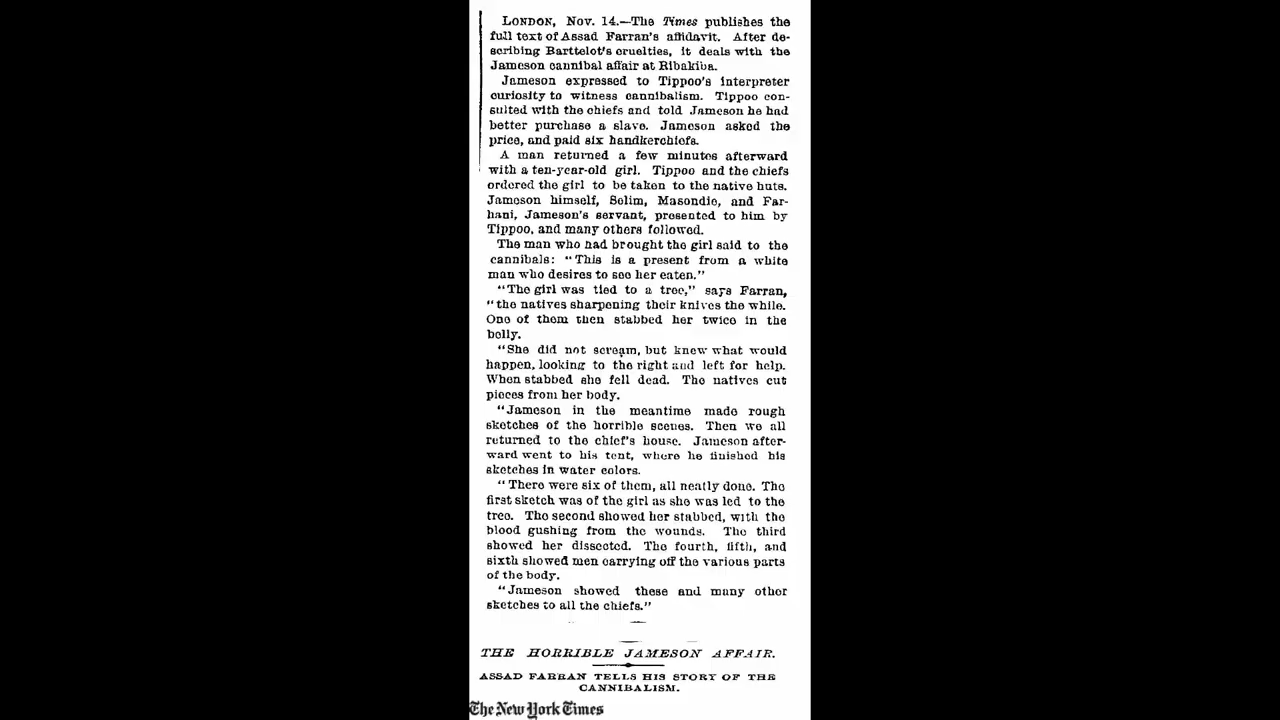 LONDON, Nov. 14.—The Times publishes the
full text of Assad Farran's affidavit. After de-
scribing Barttelot's cruelties, it deals with the
Jameson cannibal affair at Ribakiba.
Jameson expressed to Tippoo's interpreter
curiosity to witness cannibalism. Tippoo con-
sulted with the chiefs and told Jameson he had
better purchase a slave. Jameson asked the
price, and paid six handkerchiefs.
A man returned a few minutes afterward
with a ten-year-old girl. Tippoo and the chiefs
ordered the girl to be taken to the native huts.
Jameson himself, Selim, Masondie, and Far-
hani, Jameson's servant, presented to him by
Tippoo, and many others followed.
The man who had brought the girl said to the
cannibals: "This is a present from a white
man who desires to see her eaten."
"The girl was tied to a tree," says Farran,
"the natives sharpening their knives the while.
One of them then stabbed her twice in the
belly.
"She did not scream, but knew what would
happen, looking to the right and left for help.
When stabbed she fell dead. The natives cut
pieces from her body.
"Jameson in the meantime made rough
sketches of the horrible scenes. Then we all
returned to the chief's house. Jameson after-
ward went to his tent, where he finished his
sketches in water colors.
"There were six of them, all neatly done. The
first sketch was of the girl as she was led to the
tree. The second showed her stabbed, with the
blood gushing from the wounds. The third
showed her dissected. The fourth, fifth, and
sixth showed men carrying off the various parts
of the body.
"Jameson showed these and many other
sketches to all the chiefs."
THE HORRIBLE JAMESON AFFAIR.
ASSAD FARRAN TELLS HIS STORY OF THE
CANNIBALISM.
The New York Times